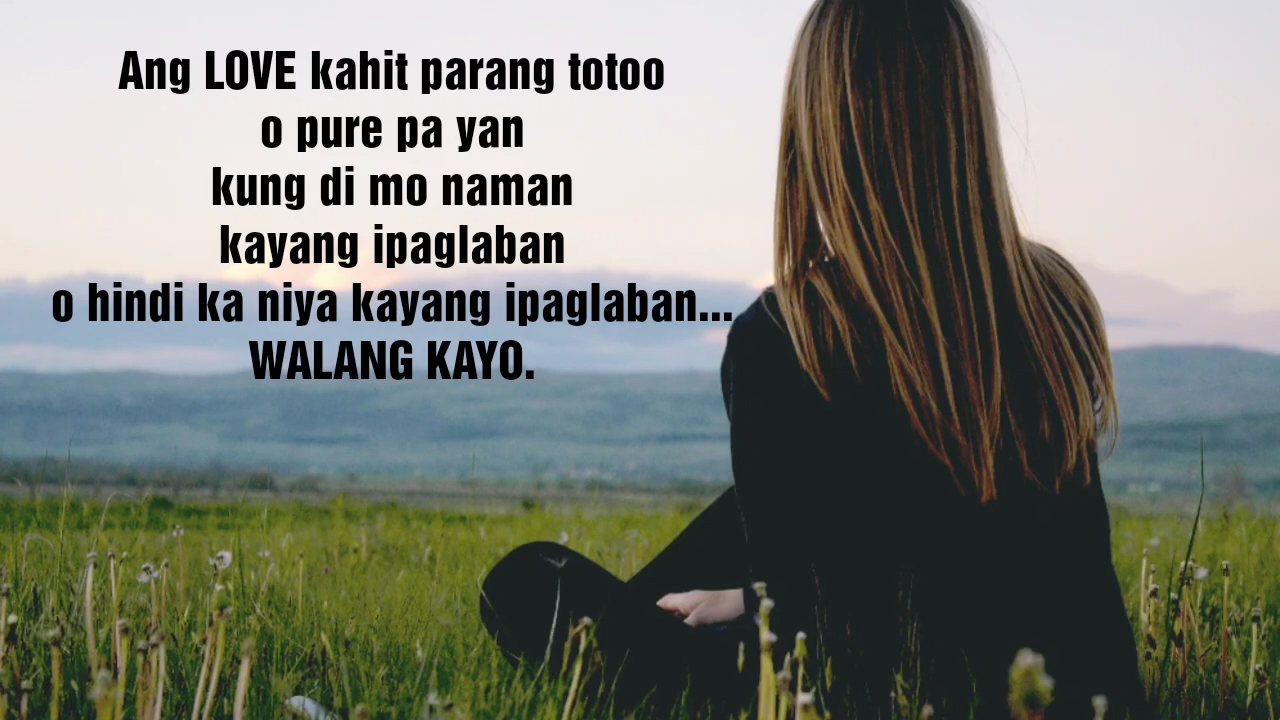 Ang LOVE kahit parang totoo
o pure pa yan
kung di mo naman
kayang ipaglaban
o hindi ka niya kayang ipaglaban...
WALANG KAYO.